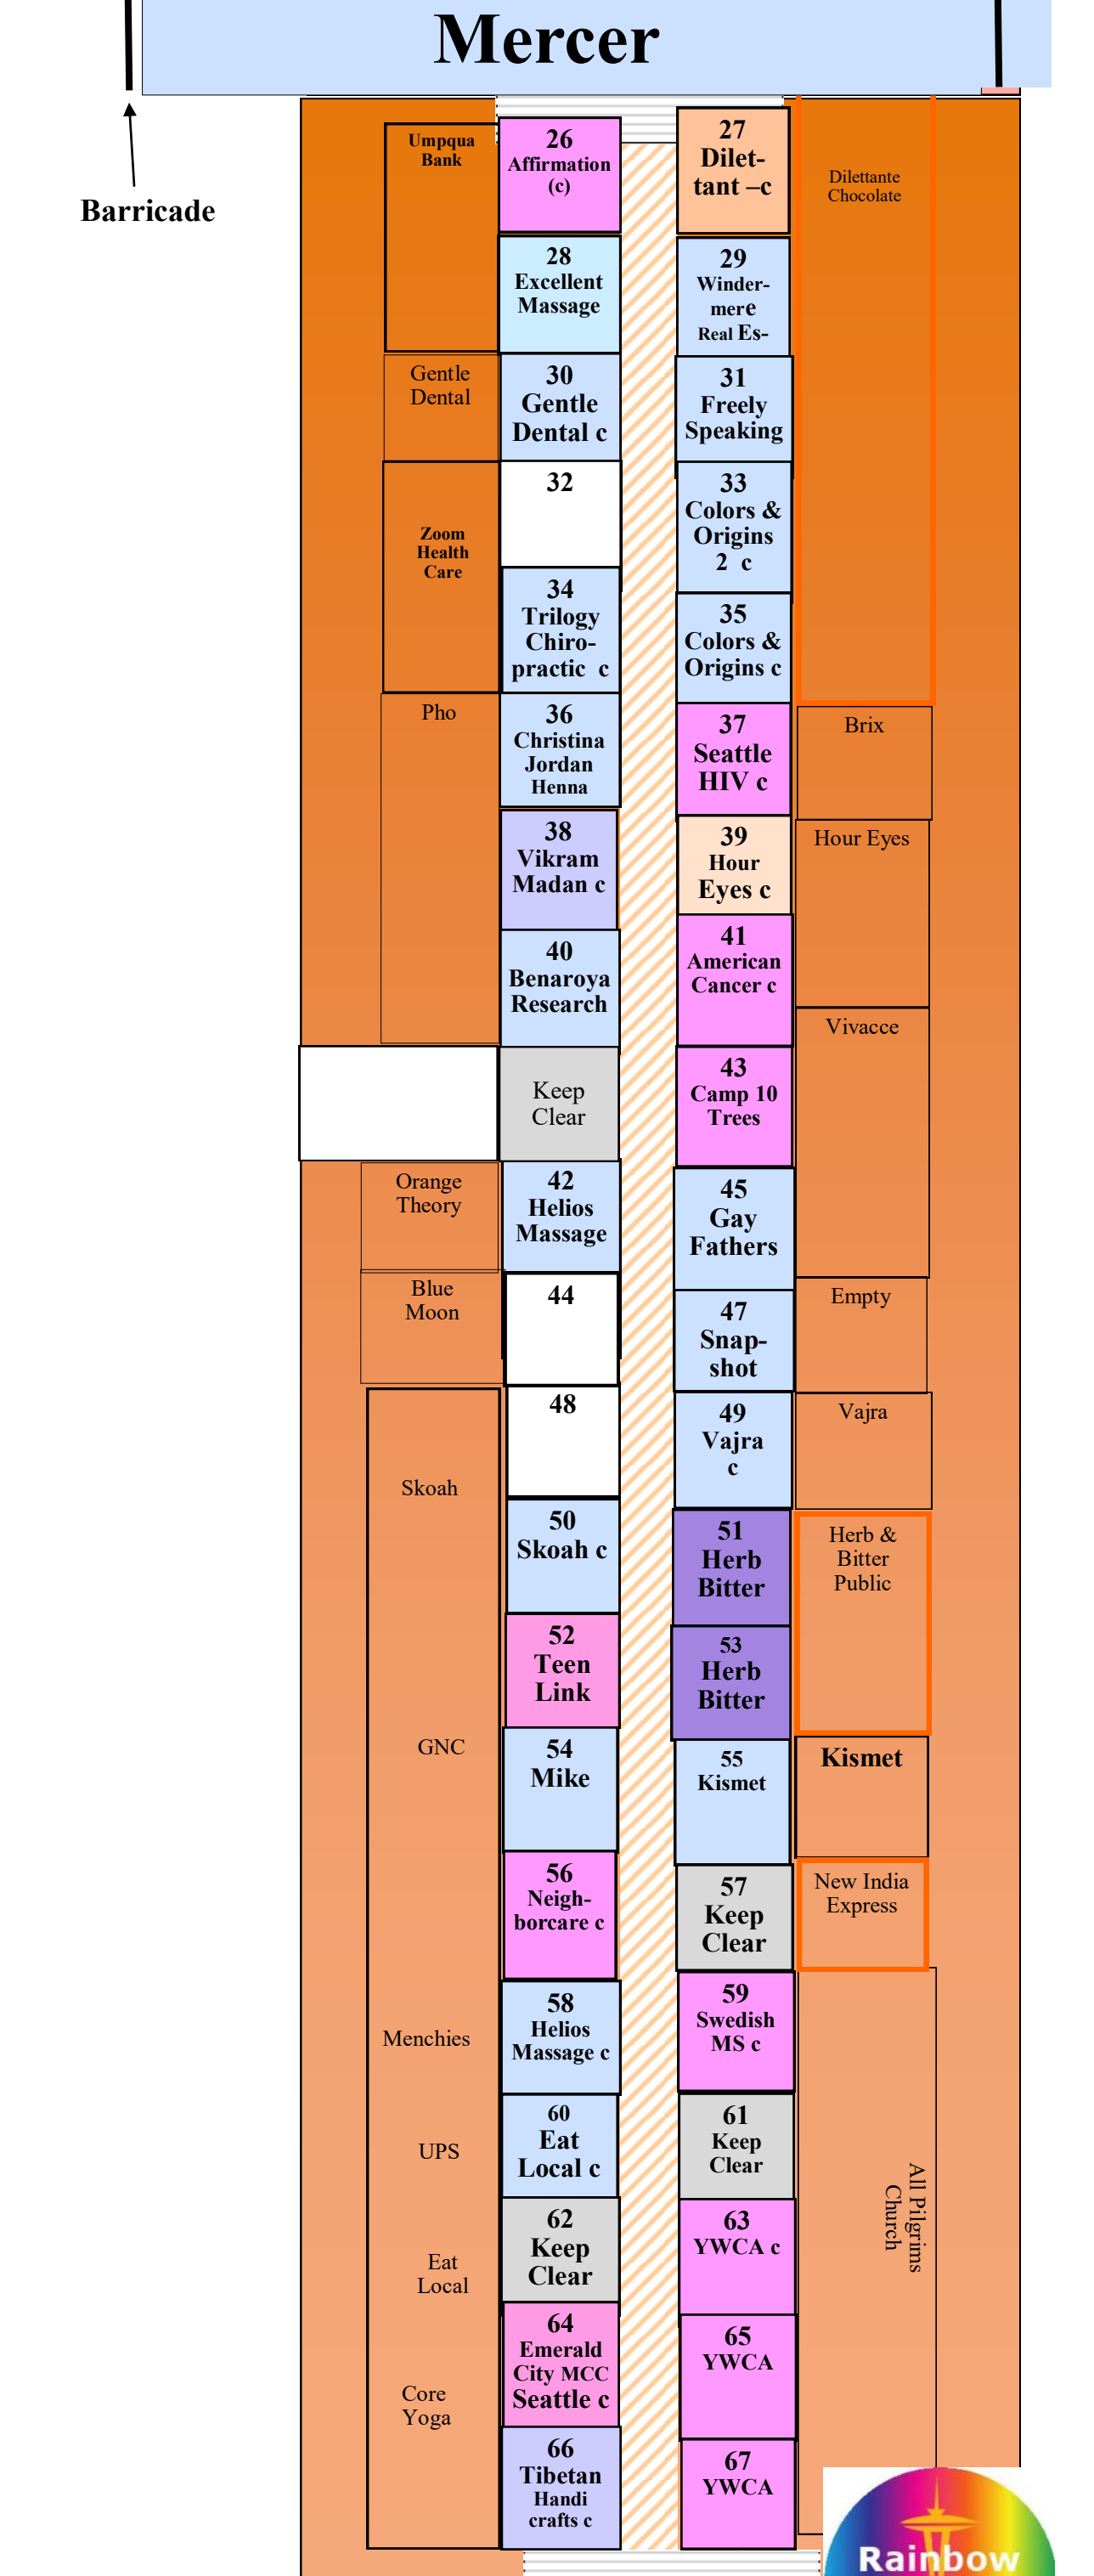 Mercer
Barricade
Umpqua
Bank
26
Affirmation
(c)
27
Dilet-
tant –c
Dilettante
Chocolate
28
Excellent
Massage
29
Winder-
mere
Real Es-
Gentle
Dental
30
Gentle
Dental c
31
Freely
Speaking
32
33
Colors &
Origins
2 c
Zoom
Health
Care
34
Trilogy
Chiro-
practic c
35
Colors &
Origins c
Pho
36
Christina
Jordan
Henna
37
Seattle
HIV c
Brix
38
Vikram
Madan c
39
Hour
Eyes c
Hour Eyes
40
Benaroya
Research
41
American
Cancer c
Vivacce
Keep
Clear
43
Camp 10
Trees
Orange
Theory
42
Helios
Massage
45
Gay
Fathers
Blue
Moon
44
47
Snap-
shot
Empty
48
49
Vajra
c
Vajra
Skoah
50
Skoah c
51
Herb
Bitter
Herb &
Bitter
Public
52
Teen
Link
53
Herb
Bitter
GNC
54
Mike
55
Kismet
Kismet
56
Neigh-
borcare c
57
Keep
Clear
New India
Express
Menchies
58
Helios
Massage c
59
Swedish
MS c
UPS
60
Eat
Local c
61
Keep
Clear
All Pilgrims
Church
Eat
Local
62
Keep
Clear
63
YWCA c
Core
Yoga
64
Emerald
City MCC
Seattle c
65
YWCA
66
Tibetan
Handi
crafts c
67
YWCA
Rainbow